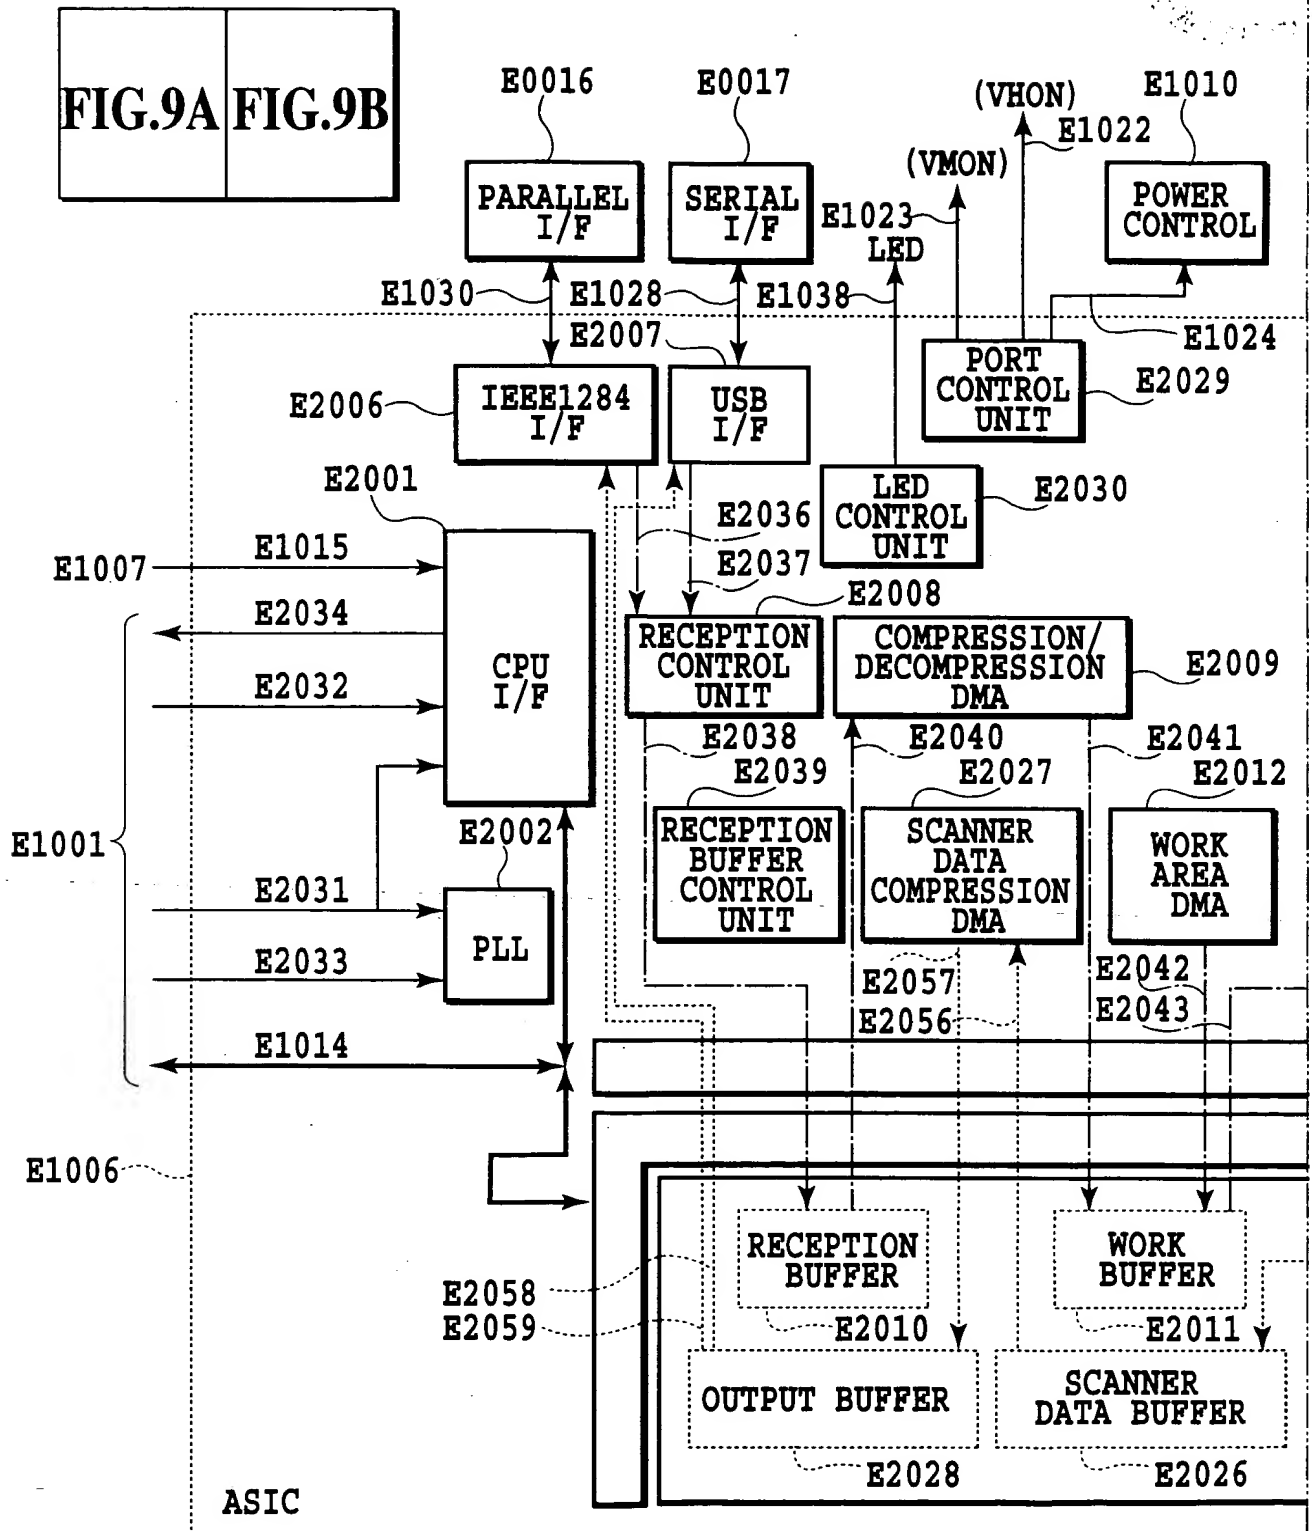 FIG.9A FIG.9B
E0016
E0017
(VHON)
E1010
E1022
(VMON)
PARALLEL
I/F
SERIAL
I/F
E1023
LED
POWER
CONTROL
E1030
E1028
E1038
E2007
E1024
E2006
IEEE1284
I/F
USB
I/F
PORT
CONTROL
UNIT
E2029
E2001
LED
CONTROL
UNIT
E2030
E2036
E2037
E1007
E1015
E2034
E2032
CPU
I/F
E2008
RECEPTION
CONTROL
UNIT
COMPRESSION/
DECOMPRESSION
DMA
E2009
E2038
E2040
E2041
E2039
E2027
E2012
E1001
E2002
RECEPTION
BUFFER
CONTROL
UNIT
SCANNER
DATA
COMPRESSION
DMA
WORK
AREA
DMA
E2031
PLL
E2033
E2057
E2056
E2042
E2043
E1014
E1006
RECEPTION
BUFFER
WORK
BUFFER
E2058
E2059
E2010
E2011
OUTPUT BUFFER
SCANNER
DATA BUFFER
E2028
E2026
ASIC